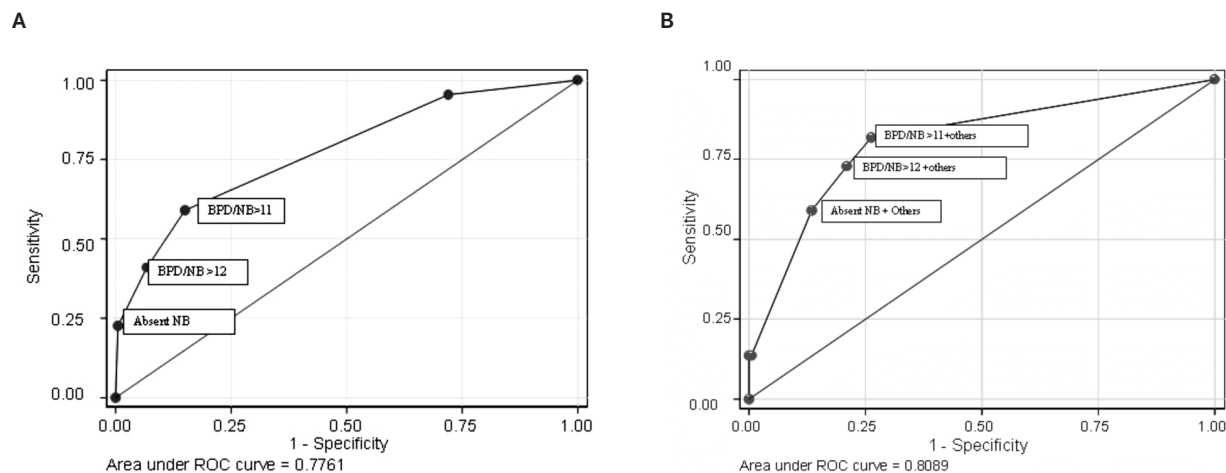 A
1.00
0.75
0.50
0.25
0.00
Sensitivity
BPD/NB>11
BPD/NB>12
Absent NB
0.00 0.25 0.50 0.75 1.00
1 - Specificity
Area under ROC curve = 0.7761
B
1.00
0.75
0.50
0.25
0.00
Sensitivity
BPD/NB>11+others
BPD/NB>12+others
Absent NB + Others
0.00 0.25 0.50 0.75 1.00
1 - Specificity
Area under ROC curve = 0.8089